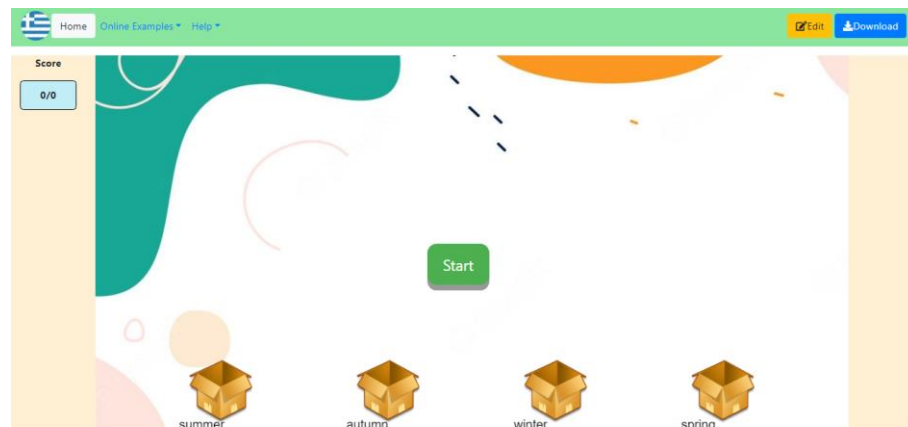 Home Online Examples Help Edit Download
Score
0/0
Start
summer autumn winter spring